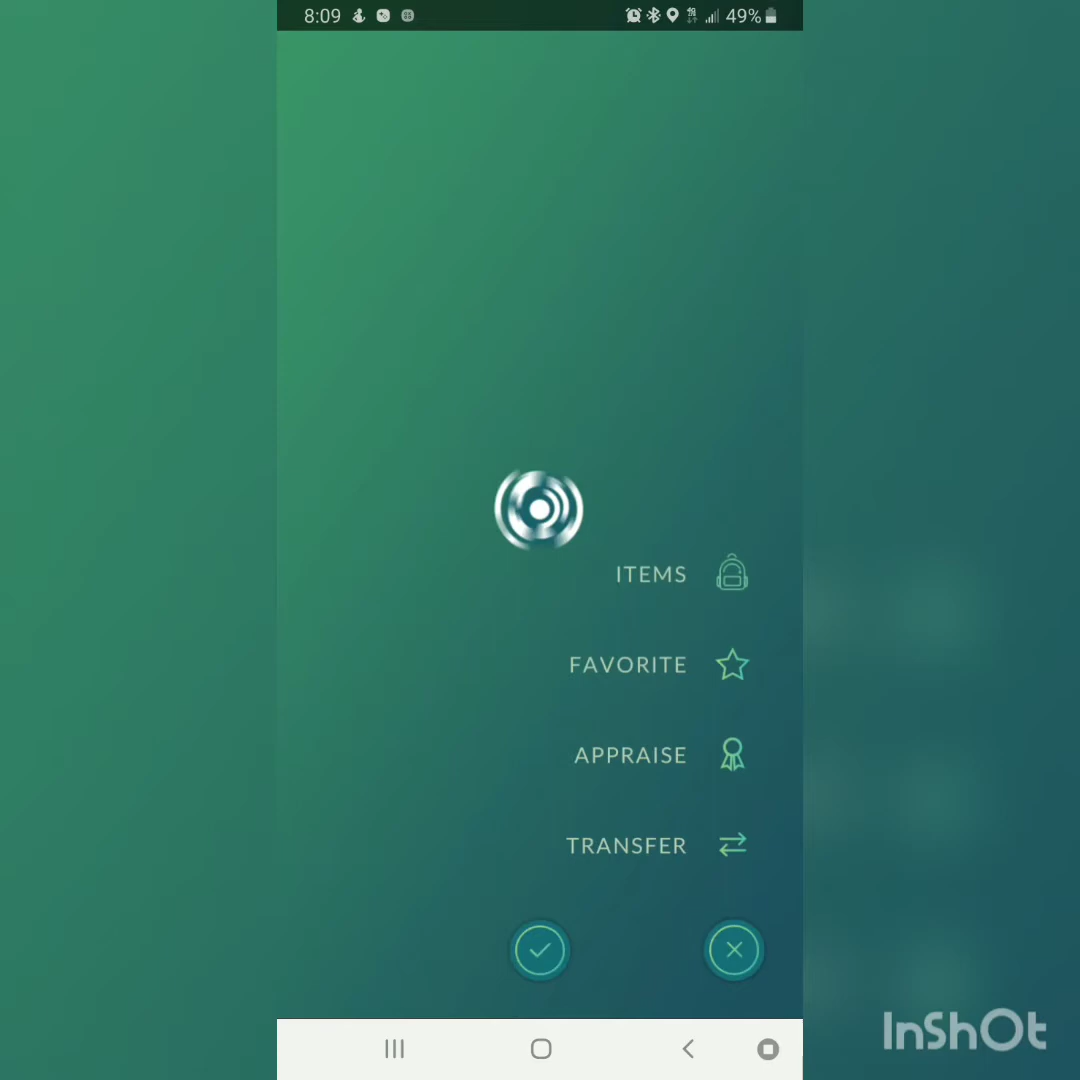 8:09
49%
ITEMS
FAVORITE
APPRAISE
TRANSFER
InShOt